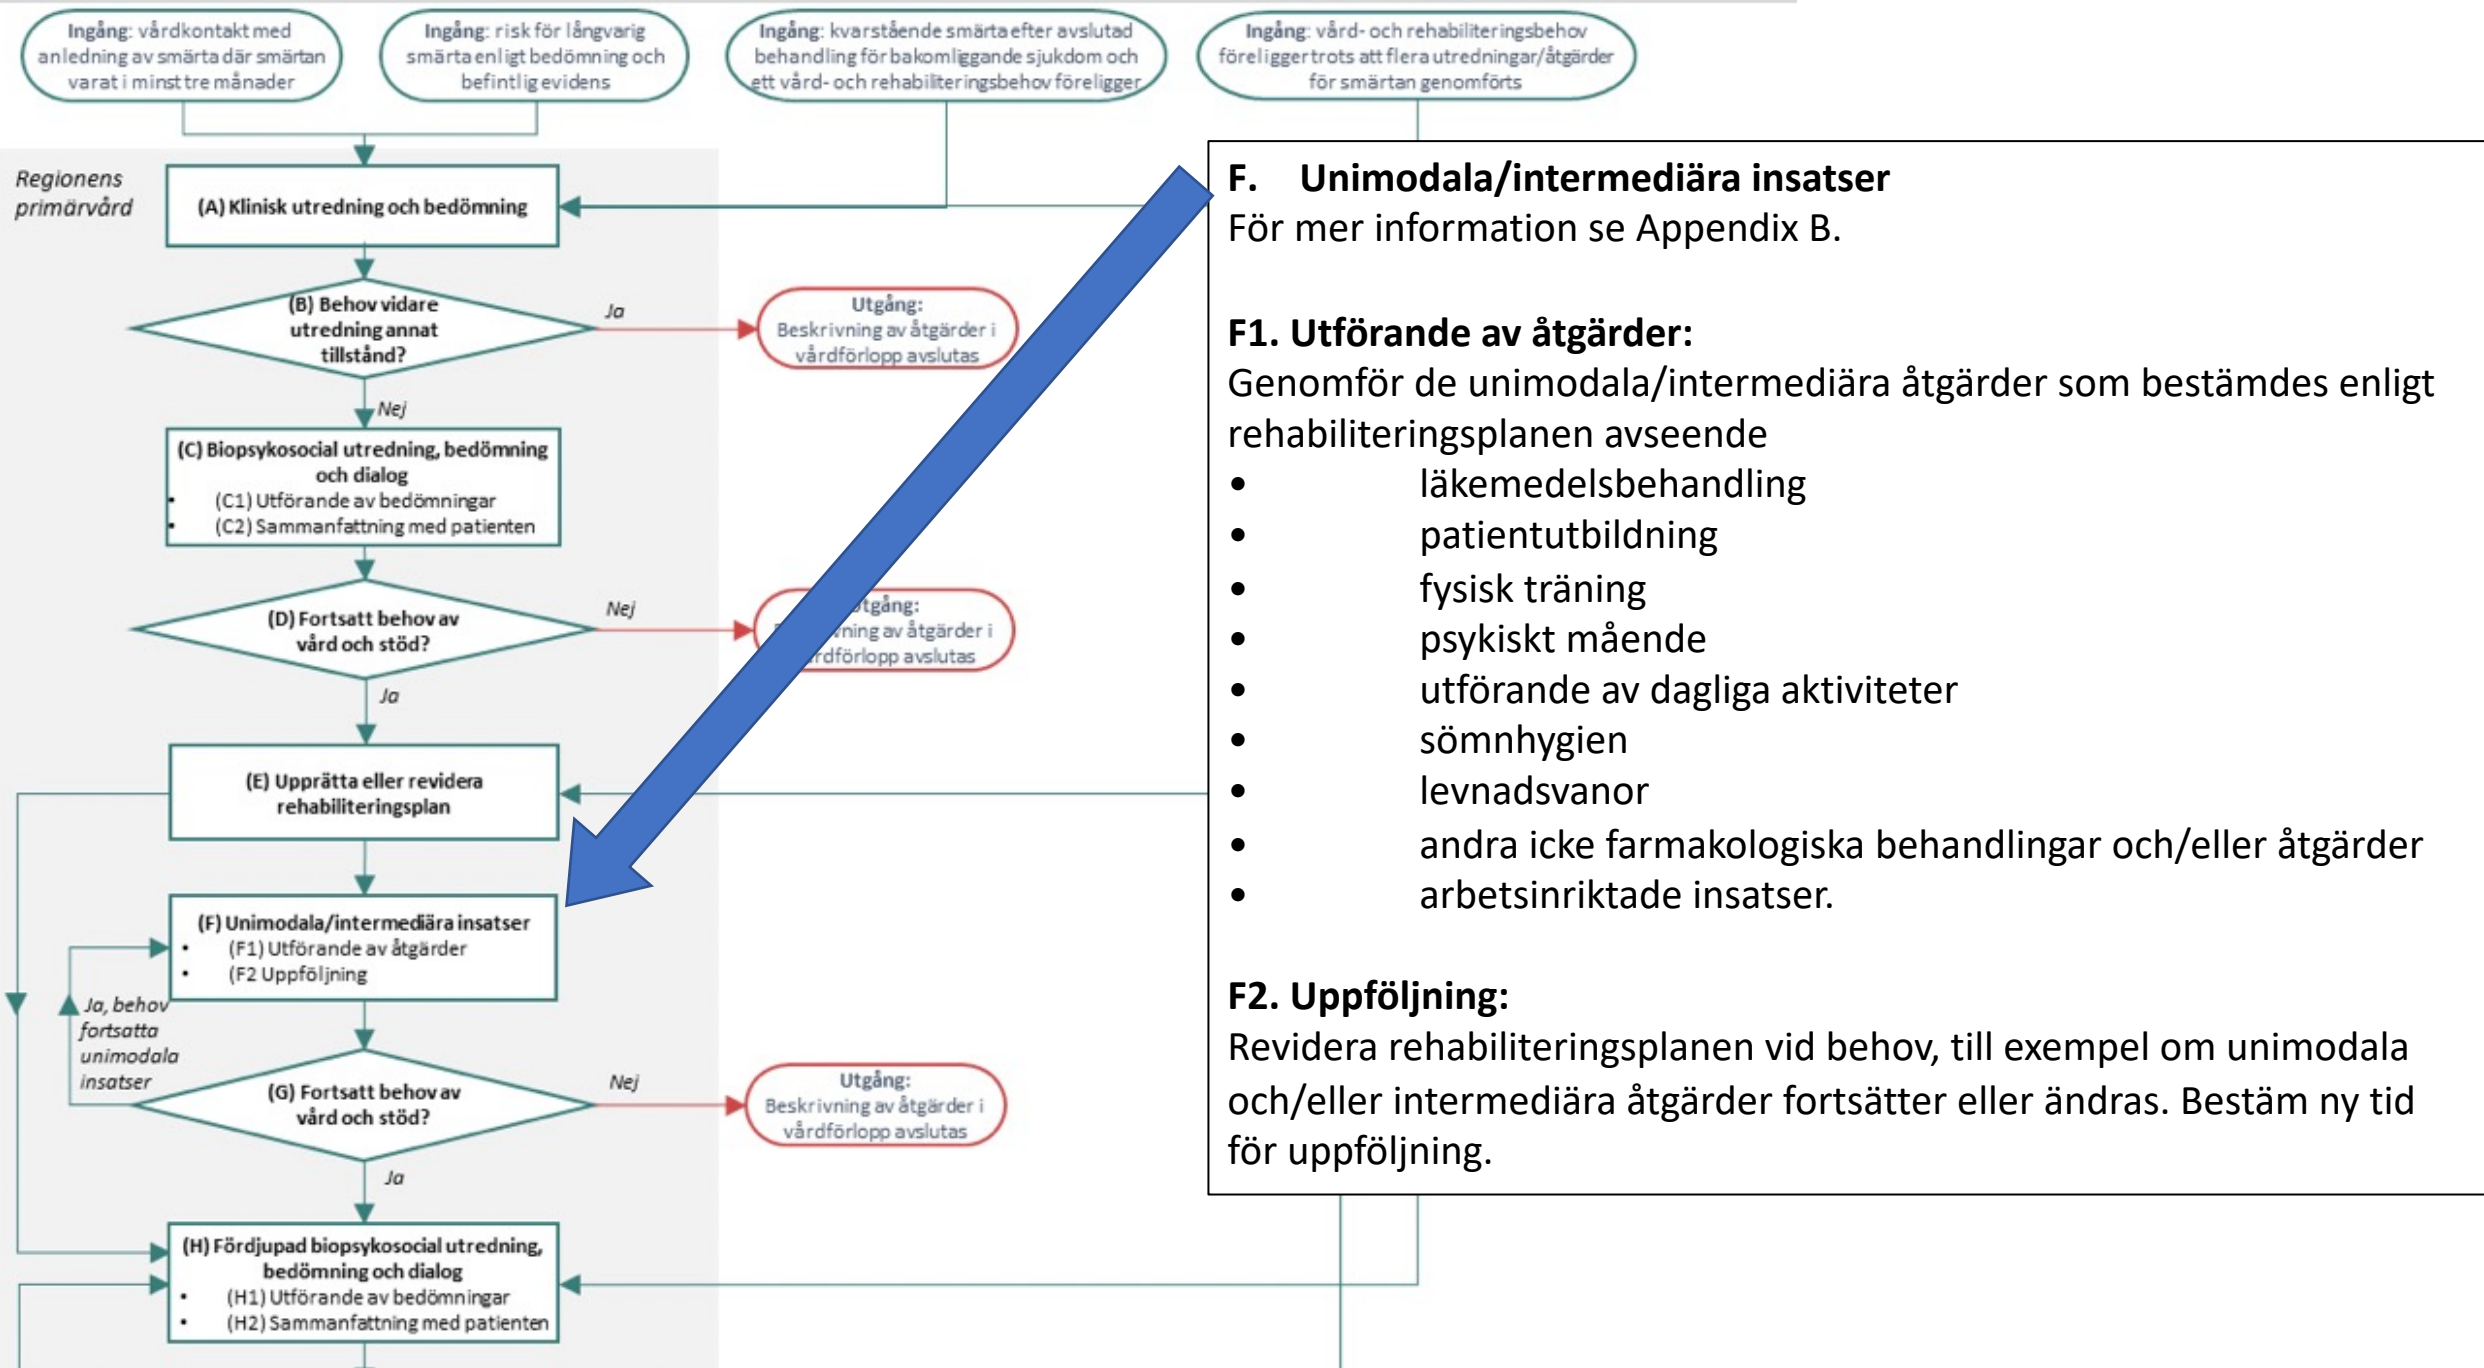 Ingång: vårdkontakt med
anledning av smärta där smärtan
varat i minst tre månader
Ingång: risk för långvarig
smärta enligt bedömning och
befintlig evidens
Ingång: kvarstående smärta efter avslutad
behandling för bakomliggande sjukdom och
ett vård- och rehabiliteringsbehov föreligger
Ingång: vård- och rehabiliteringsbehov
föreligger trots att flera utredningar/åtgärder
för smärtan genomförts
Regionens
primärvård
(A) Klinisk utredning och bedömning
(B) Behov vidare
utredning annat
tillstånd?
Ja
Utgång:
Beskrivning av åtgärder i
vårdförlopp avslutas
Nej
(C) Biopsykosocial utredning, bedömning
och dialog
• (C1) Utförande av bedömningar
• (C2) Sammanfattning med patienten
(D) Fortsatt behov av
vård och stöd?
Nej
tgång:
ning av åtgärder i
rdförlopp avslutas
Ja
(E) Upprätta eller revidera
rehabiliteringsplan
(F) Unimodala/intermediära insatser
• (F1) Utförande av åtgärder
• (F2 Uppföljning
Ja, behov
fortsatta
unimodala
insatser
(G) Fortsatt behov av
vård och stöd?
Nej
Utgång:
Beskrivning av åtgärder i
vårdförlopp avslutas
Ja
(H) Fördjupad biopsykosocial utredning,
bedömning och dialog
• (H1) Utförande av bedömningar
• (H2) Sammanfattning med patienten
F. Unimodala/intermediära insatser
För mer information se Appendix B.
F1. Utförande av åtgärder:
Genomför de unimodala/intermediära åtgärder som bestämdes enligt
rehabiliteringsplanen avseende
• läkemedelsbehandling
• patientutbildning
• fysisk träning
• psykiskt mående
• utförande av dagliga aktiviteter
• sömnhygien
• levnadsvanor
• andra icke farmakologiska behandlingar och/eller åtgärder
• arbetsinriktade insatser.
F2. Uppföljning:
Revidera rehabiliteringsplanen vid behov, till exempel om unimodala
och/eller intermediära åtgärder fortsätter eller ändras. Bestäm ny tid
för uppföljning.